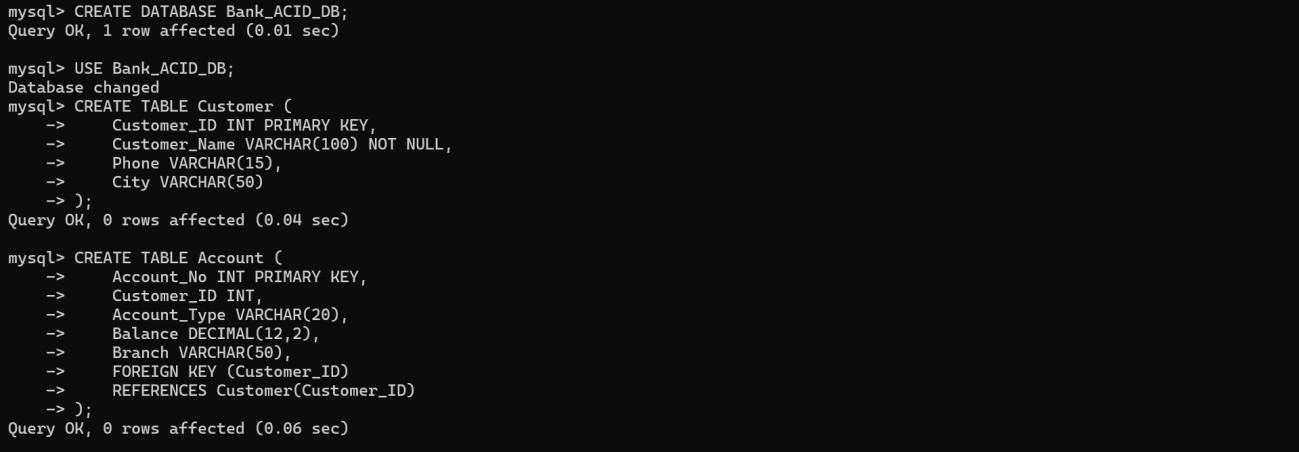 mysql> CREATE DATABASE Bank_ACID_DB;
Query OK, 1 row affected (0.01 sec)

mysql> USE Bank_ACID_DB;
Database changed
mysql> CREATE TABLE Customer (
    ->     Customer_ID INT PRIMARY KEY,
    ->     Customer_Name VARCHAR(100) NOT NULL,
    ->     Phone VARCHAR(15),
    ->     City VARCHAR(50)
    -> );
Query OK, 0 rows affected (0.04 sec)

mysql> CREATE TABLE Account (
    ->     Account_No INT PRIMARY KEY,
    ->     Customer_ID INT,
    ->     Account_Type VARCHAR(20),
    ->     Balance DECIMAL(12,2),
    ->     Branch VARCHAR(50),
    ->     FOREIGN KEY (Customer_ID)
    ->     REFERENCES Customer(Customer_ID)
    -> );
Query OK, 0 rows affected (0.06 sec)